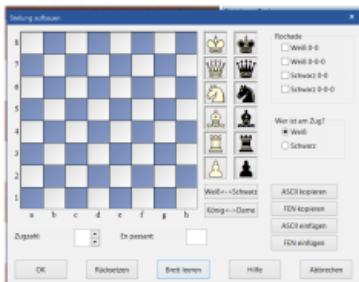 Stellung aufbauen
Rochade
Weiß 0-0
Weiß 0-0-0
Schwarz 0-0
Schwarz 0-0-0
Wer ist am Zug?
Weiß
Schwarz
8
7
6
5
4
3
2
1
a b c d e f g h
Weiß<->Schwarz
König<->Dame
ASCII kopieren
FEN kopieren
ASCII einfügen
FEN einfügen
Zugzahl:
En passant:
OK
Rücksetzen
Brett leeren
Hilfe
Abbrechen